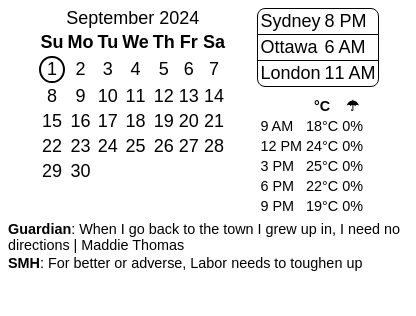 September 2024
Su Mo Tu We Th Fr Sa
1 2 3 4 5 6 7
8 9 10 11 12 13 14
15 16 17 18 19 20 21
22 23 24 25 26 27 28
29 30
Sydney 8 PM
Ottawa 6 AM
London 11 AM
°C ☂
9 AM 18°C 0%
12 PM 24°C 0%
3 PM 25°C 0%
6 PM 22°C 0%
9 PM 19°C 0%
Guardian: When I go back to the town I grew up in, I need no
directions | Maddie Thomas
SMH: For better or adverse, Labor needs to toughen up